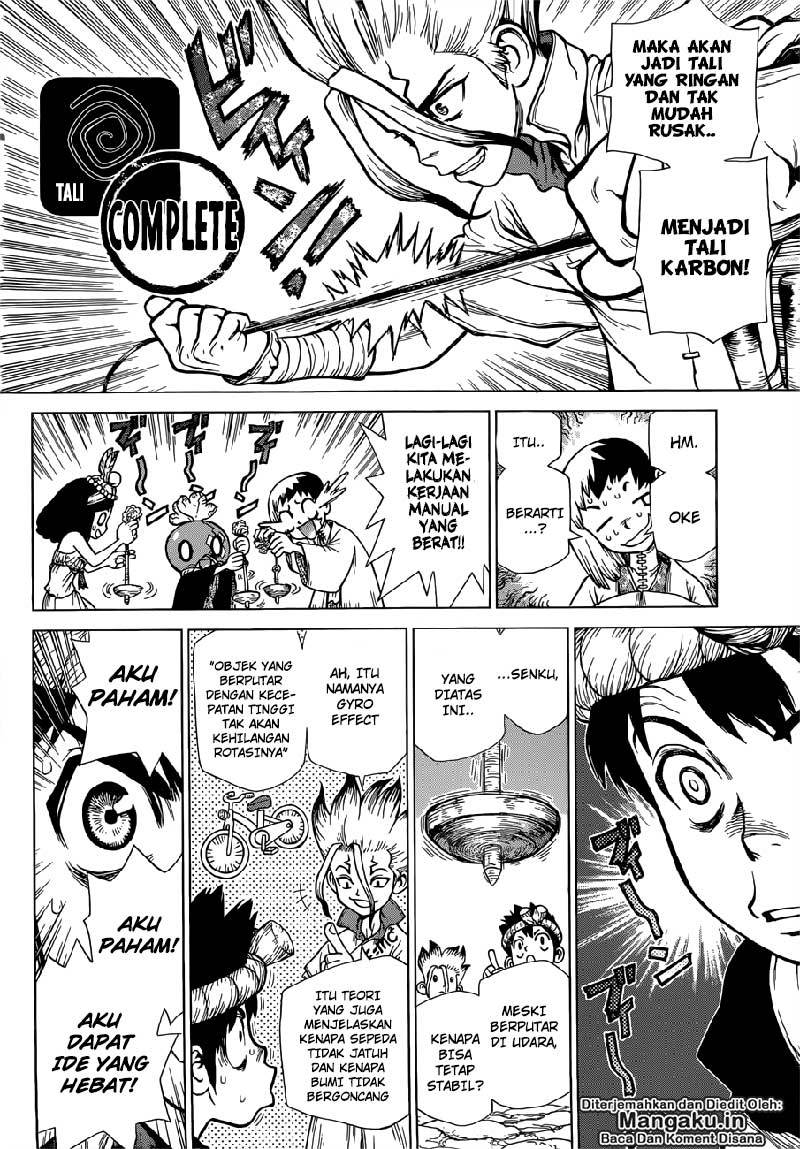 MAKA AKAN
JADI TALI
YANG RINGAN
DAN TAK
MUDAH
RUSAK..
MENJADI
TALI
KARBON!
TALI
COMPLETE
HM.
OKE
ITU..
BERARTI
...?
LAGI-LAGI
KITA ME-
LAKUKAN
KERJAAN
MANUAL
YANG
BERAT!!
...SENKU,
YANG
DIATAS
INI..
MESKI
BERPUTAR
DI UDARA,
KENAPA
BISA
TETAP
STABIL?
AH, ITU
NAMANYA
GYRO
EFFECT
"OBJEK YANG
BERPUTAR
DENGAN KECE-
PATAN TINGGI
TAK AKAN
KEHILANGAN
ROTASINYA"
ITU TEORI
YANG JUGA
MENJELASKAN
KENAPA SEPEDA
TIDAK JATUH
DAN KENAPA
BUMI TIDAK
BERGONCANG
AKU
PAHAM!
AKU
PAHAM!
AKU
DAPAT
IDE YANG
HEBAT!
Diterjemahkan dan Diedit Oleh:
Mangaku.in
Baca Dan Koment Disana